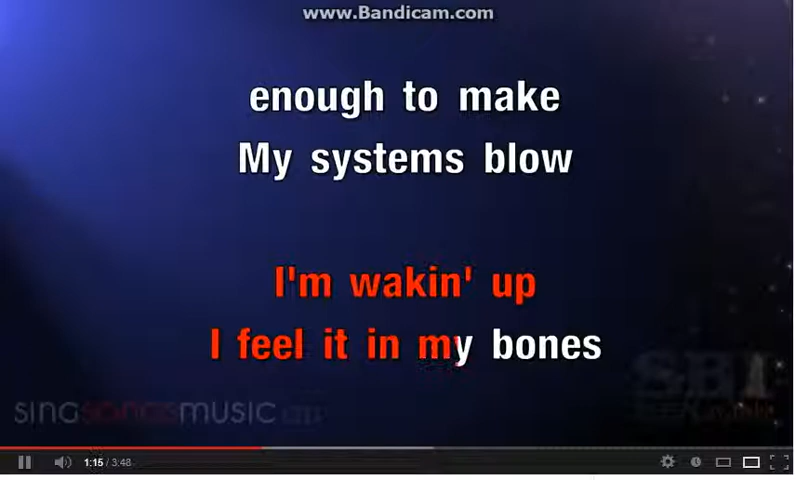 www.Bandicam.com
enough to make
My systems blow
I'm wakin' up
I feel it in my bones
SBI
singsongsmusic
1:15 / 3:48